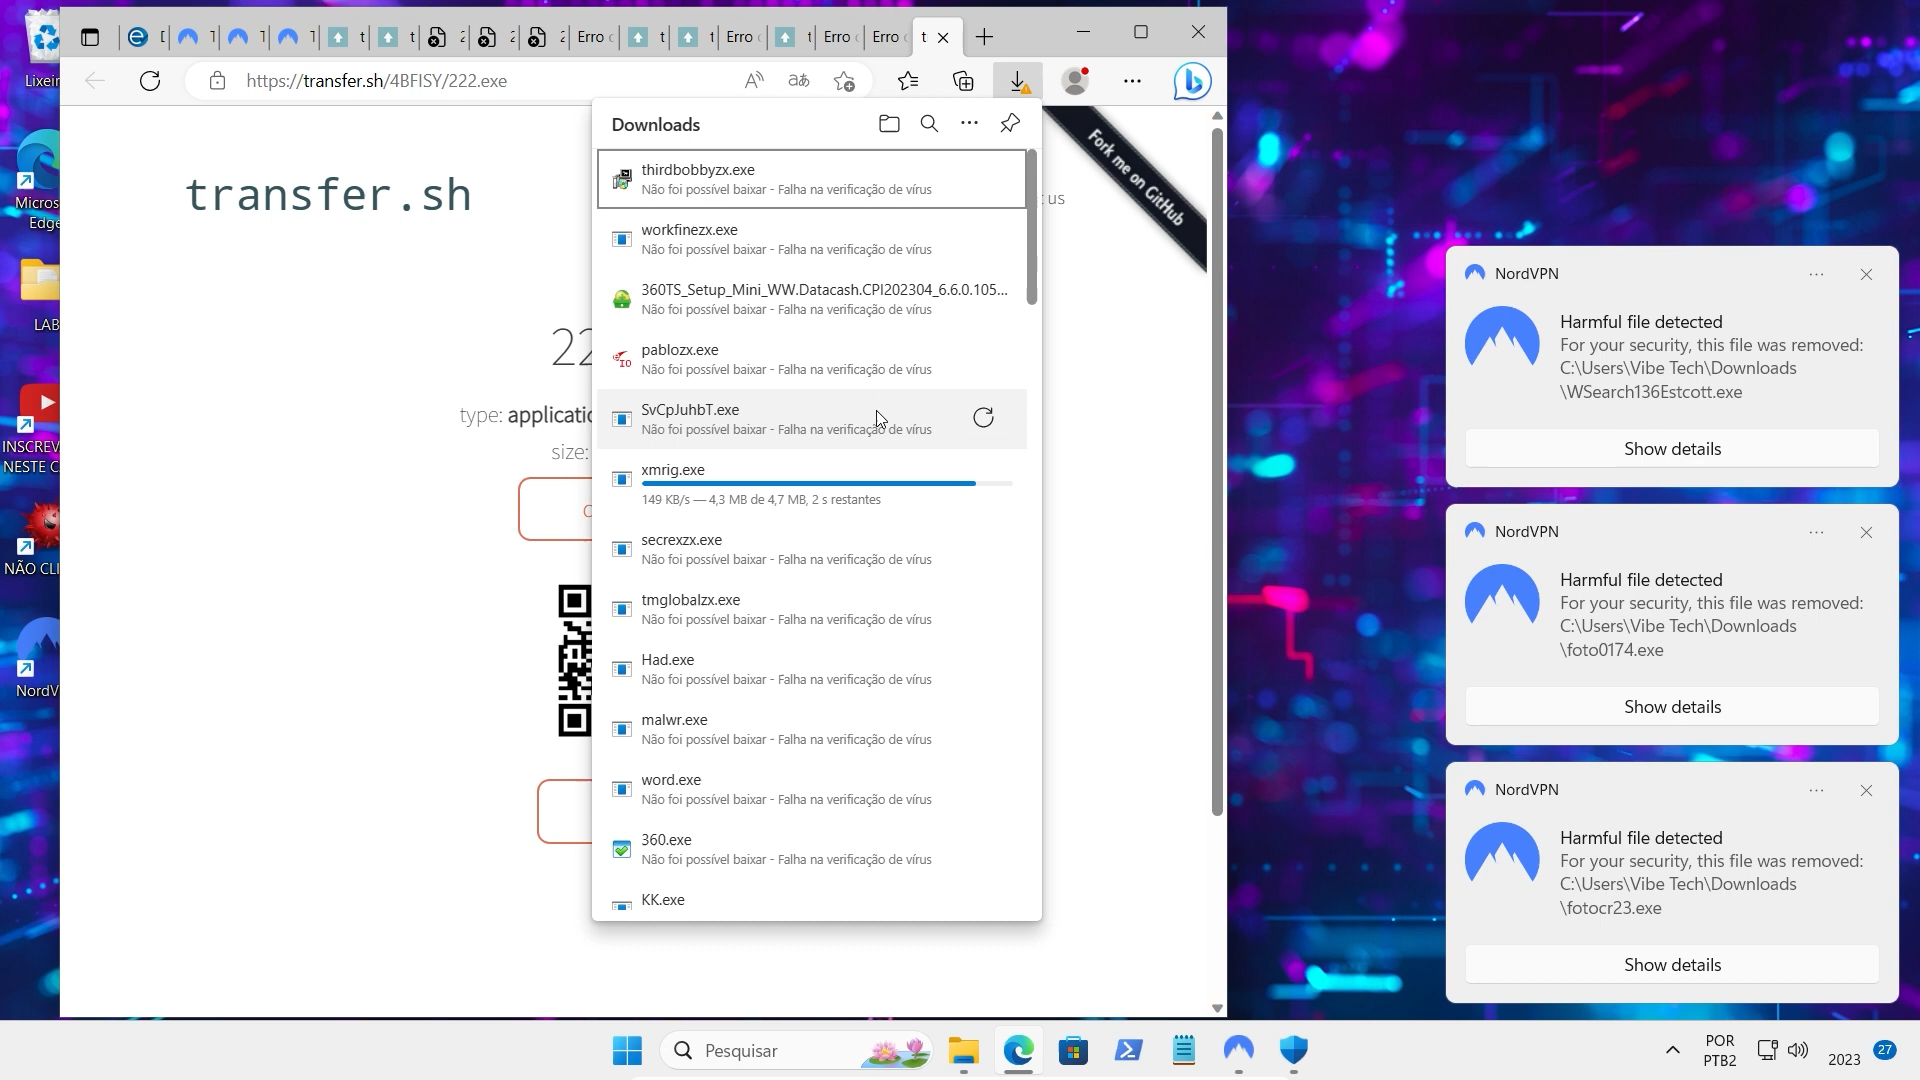 Lixeir
Micros
Edge
LAB
INSCREV
NESTE C
NÃO CLI
NordV
t
t
Erro
t
t
Erro
t
Erro
Erro
t
https://transfer.sh/4BFISY/222.exe
transfer.sh
t us
Fork me on GitHub
22
type: applicatio
size:
Downloads
thirdbobbyzx.exe
Não foi possível baixar - Falha na verificação de vírus
workfinezx.exe
Não foi possível baixar - Falha na verificação de vírus
360TS_Setup_Mini_WW.Datacash.CPI202304_6.6.0.105...
Não foi possível baixar - Falha na verificação de vírus
pablozx.exe
Não foi possível baixar - Falha na verificação de vírus
SvCpJuhbT.exe
Não foi possível baixar - Falha na verificação de vírus
xmrig.exe
149 KB/s — 4,3 MB de 4,7 MB, 2 s restantes
secrexzx.exe
Não foi possível baixar - Falha na verificação de vírus
tmglobalzx.exe
Não foi possível baixar - Falha na verificação de vírus
Had.exe
Não foi possível baixar - Falha na verificação de vírus
malwr.exe
Não foi possível baixar - Falha na verificação de vírus
word.exe
Não foi possível baixar - Falha na verificação de vírus
360.exe
Não foi possível baixar - Falha na verificação de vírus
KK.exe
NordVPN
Harmful file detected
For your security, this file was removed:
C:\Users\Vibe Tech\Downloads
\WSearch136Estcott.exe
Show details
NordVPN
Harmful file detected
For your security, this file was removed:
C:\Users\Vibe Tech\Downloads
\foto0174.exe
Show details
NordVPN
Harmful file detected
For your security, this file was removed:
C:\Users\Vibe Tech\Downloads
\fotocr23.exe
Show details
Pesquisar
POR
PTB2
2023
27